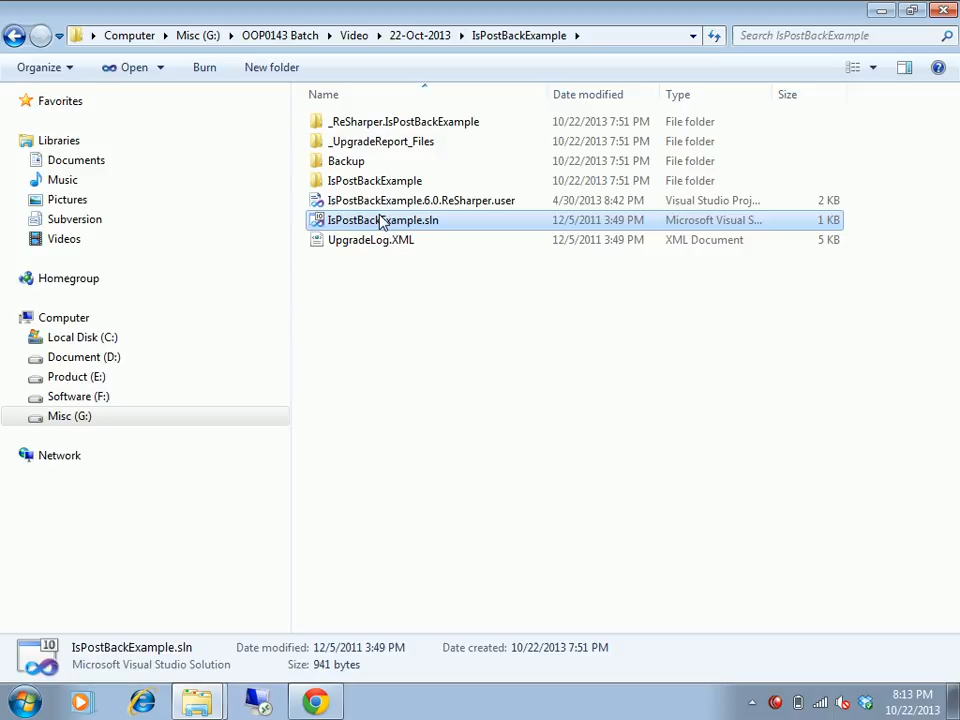 Computer Misc (G:) OOP0143 Batch Video 22-Oct-2013 IsPostBackExample Search IsPostBackExample
Organize Open Burn New folder
Name Date modified Type Size
Favorites
Libraries
Documents
Music
Pictures
Subversion
Videos
Homegroup
Computer
Local Disk (C:)
Document (D:)
Product (E:)
Software (F:)
Misc (G:)
Network
_ReSharper.IsPostBackExample 10/22/2013 7:51 PM File folder
_UpgradeReport_Files 10/22/2013 7:51 PM File folder
Backup 10/22/2013 7:51 PM File folder
IsPostBackExample 10/22/2013 7:51 PM File folder
IsPostBackExample.6.0.ReSharper.user 4/30/2013 8:42 PM Visual Studio Proj... 2 KB
IsPostBackExample.sln 12/5/2011 3:49 PM Microsoft Visual S... 1 KB
UpgradeLog.XML 12/5/2011 3:49 PM XML Document 5 KB
10
IsPostBackExample.sln Date modified: 12/5/2011 3:49 PM Date created: 10/22/2013 7:51 PM
Microsoft Visual Studio Solution Size: 941 bytes
8:13 PM
10/22/2013